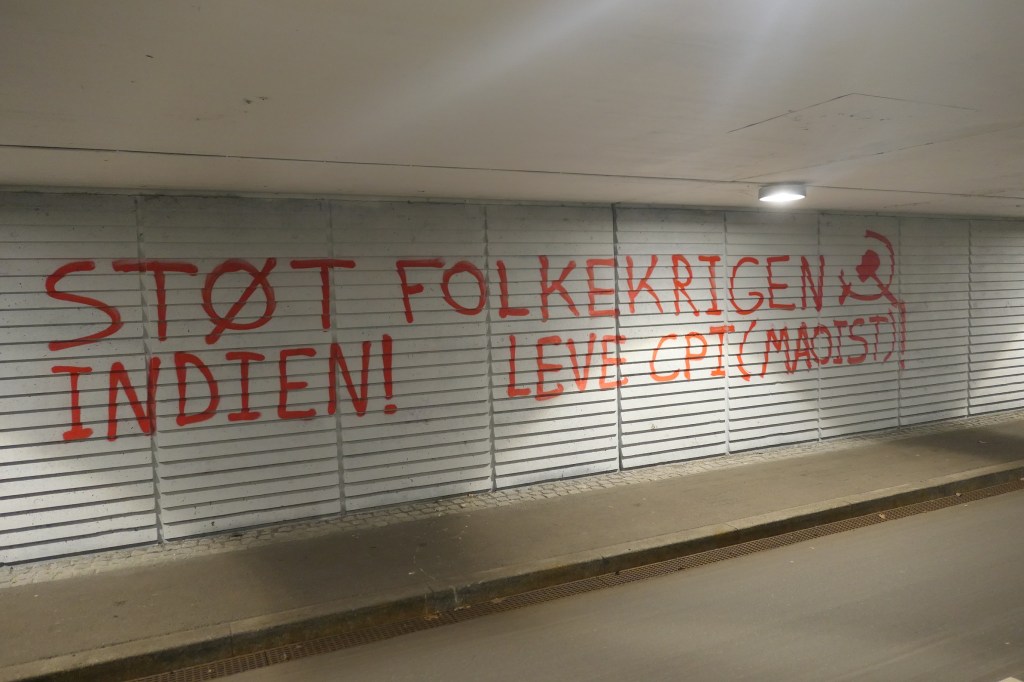 STØT FOLKEKRIGEN
INDIEN!
LEVE CPI (MAOIST)!